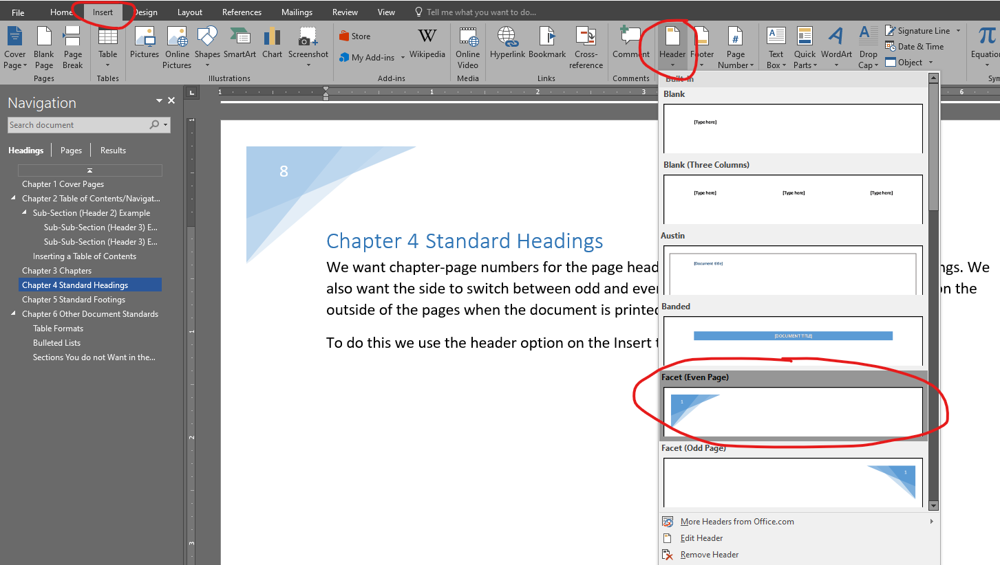 File Home Insert Design Layout References Mailings Review View Tell me what you want to do...
Cover Page
Blank Page
Page Break
Pages
Table
Tables
Pictures
Online Pictures
Shapes
SmartArt
Chart
Screenshot
Illustrations
Store
My Add-ins
Wikipedia
Add-ins
Online Video
Media
Hyperlink
Bookmark
Cross-reference
Links
Comment
Comments
Header
Footer
Page Number
Text Box
Quick Parts
WordArt
Drop Cap
Signature Line
Date & Time
Object
Equation
Navigation
Search document
Headings Pages Results
Chapter 1 Cover Pages
Chapter 2 Table of Contents/Navigat...
Sub-Section (Header 2) Example
Sub-Sub-Section (Header 3) E...
Sub-Sub-Section (Header 3) E...
Inserting a Table of Contents
Chapter 3 Chapters
Chapter 4 Standard Headings
Chapter 5 Standard Footings
Chapter 6 Other Document Standards
Table Formats
Bulleted Lists
Sections You do not Want in the...
1 1 2 3 6
1 1 2 3
8
Chapter 4 Standard Headings
We want chapter-page numbers for the page head ngs. We
also want the side to switch between odd and eve on the
outside of the pages when the document is printed
To do this we use the header option on the Insert t
Built-in
Blank
[Type here]
Blank (Three Columns)
[Type here] [Type here] [Type here]
Austin
[Document title]
Banded
[DOCUMENT TITLE]
Facet (Even Page)
1
Facet (Odd Page)
1
More Headers from Office.com
Edit Header
Remove Header